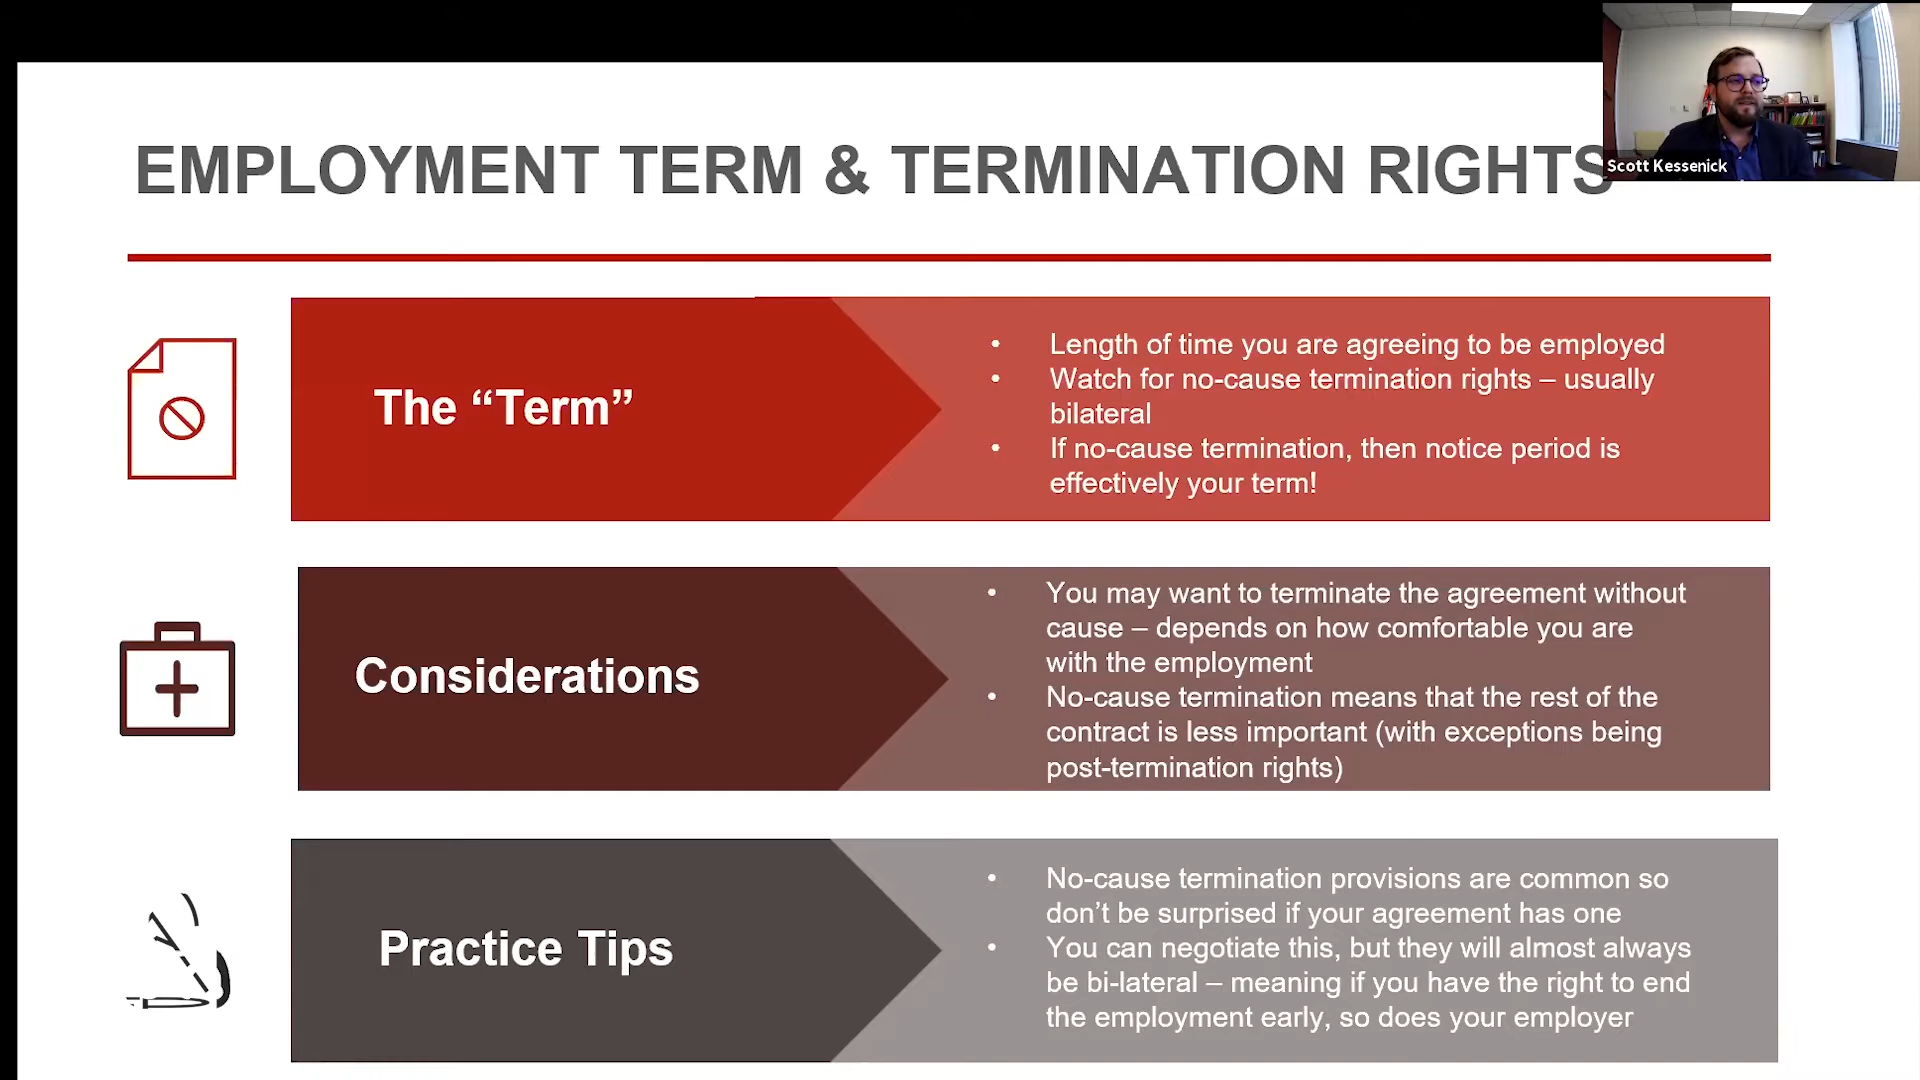 EMPLOYMENT TERM & TERMINATION RIGHTS
Scott Kessenick
The “Term”
• Length of time you are agreeing to be employed
• Watch for no-cause termination rights – usually
bilateral
• If no-cause termination, then notice period is
effectively your term!
Considerations
• You may want to terminate the agreement without
cause – depends on how comfortable you are
with the employment
• No-cause termination means that the rest of the
contract is less important (with exceptions being
post-termination rights)
Practice Tips
• No-cause termination provisions are common so
don’t be surprised if your agreement has one
• You can negotiate this, but they will almost always
be bi-lateral – meaning if you have the right to end
the employment early, so does your employer